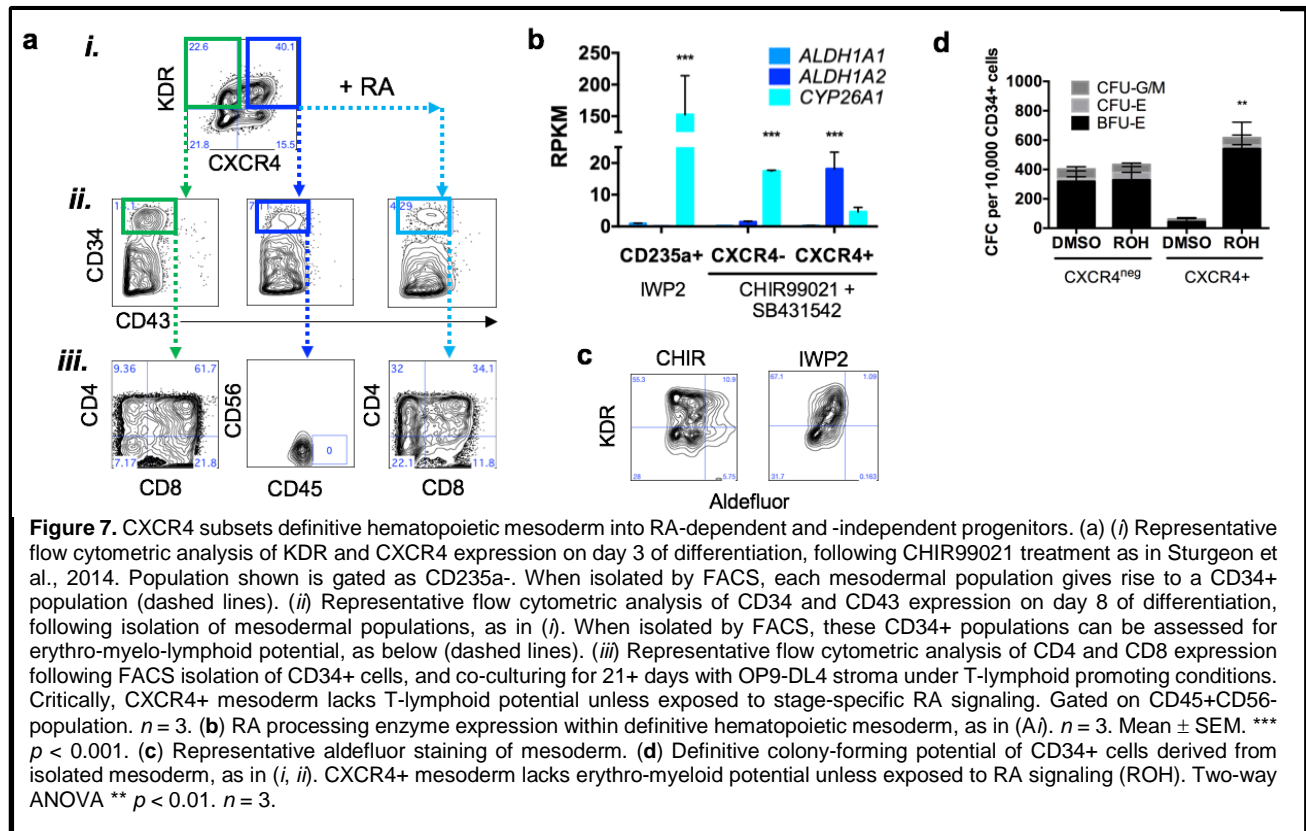 a
i.
22.6
40.1
KDR
21.8
15.5
CXCR4
+ RA
ii.
7.11
4.29
CD34
CD43
iii.
9.36
61.7
CD4
7.17
21.8
CD8
CD56
0
CD45
32
34.1
CD4
22.1
11.8
CD8
b
250
200
150
100
50
20
10
0
RPKM
***
***
***
ALDH1A1
ALDH1A2
CYP26A1
CD235a+
CXCR4-
CXCR4+
IWP2
CHIR99021 +
SB431542
c
CHIR
IWP2
55.3
10.9
28
5.75
67.1
1.09
31.7
0.163
KDR
Aldefluor
d
CFC per 10,000 CD34+ cells
1000
800
600
400
200
0
CFU-G/M
CFU-E
BFU-E
**
DMSO
ROH
DMSO
ROH
CXCR4neg
CXCR4+
Figure 7. CXCR4 subsets definitive hematopoietic mesoderm into RA-dependent and -independent progenitors. (a) (i) Representative
flow cytometric analysis of KDR and CXCR4 expression on day 3 of differentiation, following CHIR99021 treatment as in Sturgeon et
al., 2014. Population shown is gated as CD235a-. When isolated by FACS, each mesodermal population gives rise to a CD34+
population (dashed lines). (ii) Representative flow cytometric analysis of CD34 and CD43 expression on day 8 of differentiation,
following isolation of mesodermal populations, as in (i). When isolated by FACS, these CD34+ populations can be assessed for
erythro-myelo-lymphoid potential, as below (dashed lines). (iii) Representative flow cytometric analysis of CD4 and CD8 expression
following FACS isolation of CD34+ cells, and co-culturing for 21+ days with OP9-DL4 stroma under T-lymphoid promoting conditions.
Critically, CXCR4+ mesoderm lacks T-lymphoid potential unless exposed to stage-specific RA signaling. Gated on CD45+CD56-
population. n = 3. (b) RA processing enzyme expression within definitive hematopoietic mesoderm, as in (Ai). n = 3. Mean ± SEM. ***
p < 0.001. (c) Representative aldefluor staining of mesoderm. (d) Definitive colony-forming potential of CD34+ cells derived from
isolated mesoderm, as in (i, ii). CXCR4+ mesoderm lacks erythro-myeloid potential unless exposed to RA signaling (ROH). Two-way
ANOVA ** p < 0.01. n = 3.